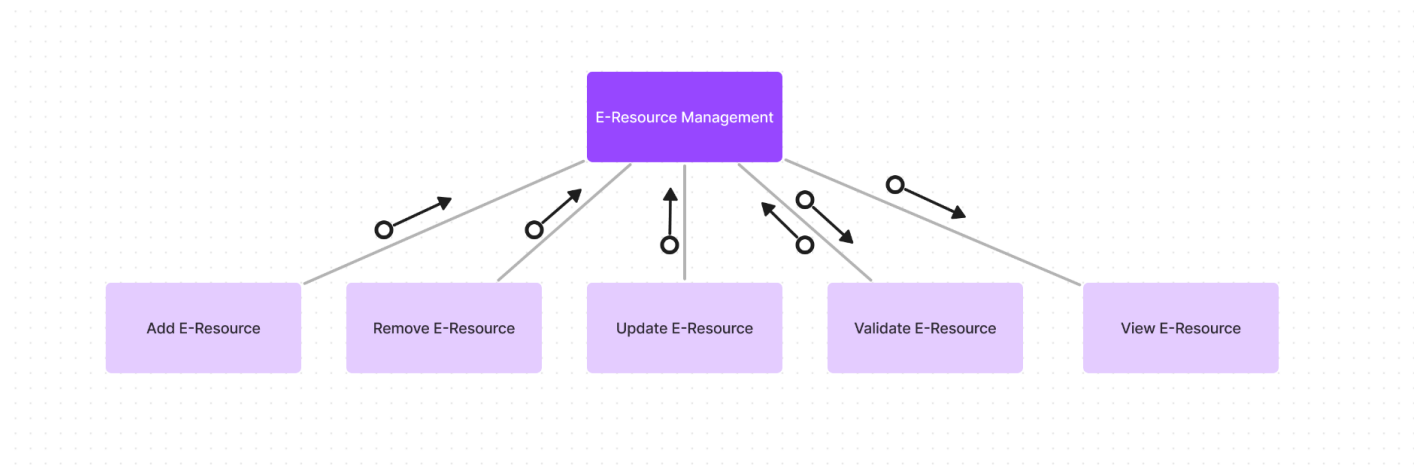 E-Resource Management
Add E-Resource
Remove E-Resource
Update E-Resource
Validate E-Resource
View E-Resource